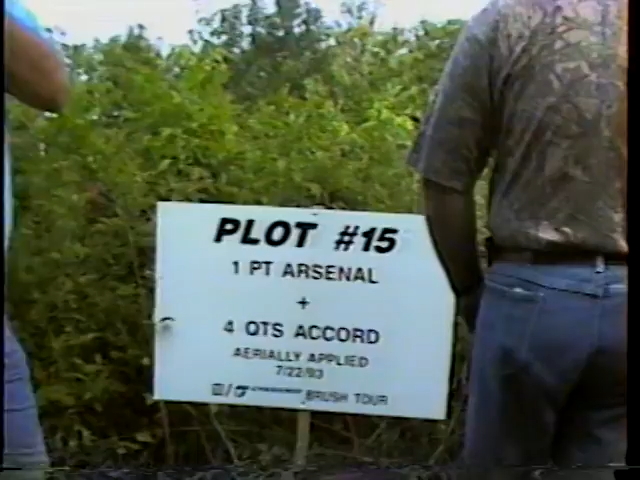 PLOT #15
1 PT ARSENAL
+
4 QTS ACCORD
AERIALLY APPLIED
7/22/93
BRUSH TOUR